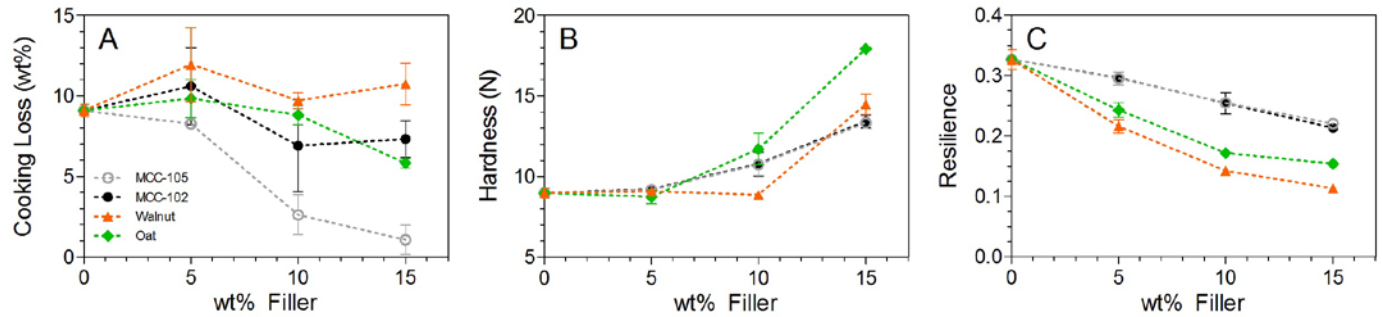 A
Cooking Loss (wt%)
15
10
5
0
MCC-105
MCC-102
Walnut
Oat
0 5 10 15
wt% Filler
B
Hardness (N)
20
15
10
5
0 5 10 15
wt% Filler
C
Resilience
0.4
0.3
0.2
0.1
0.0
0 5 10 15
wt% Filler